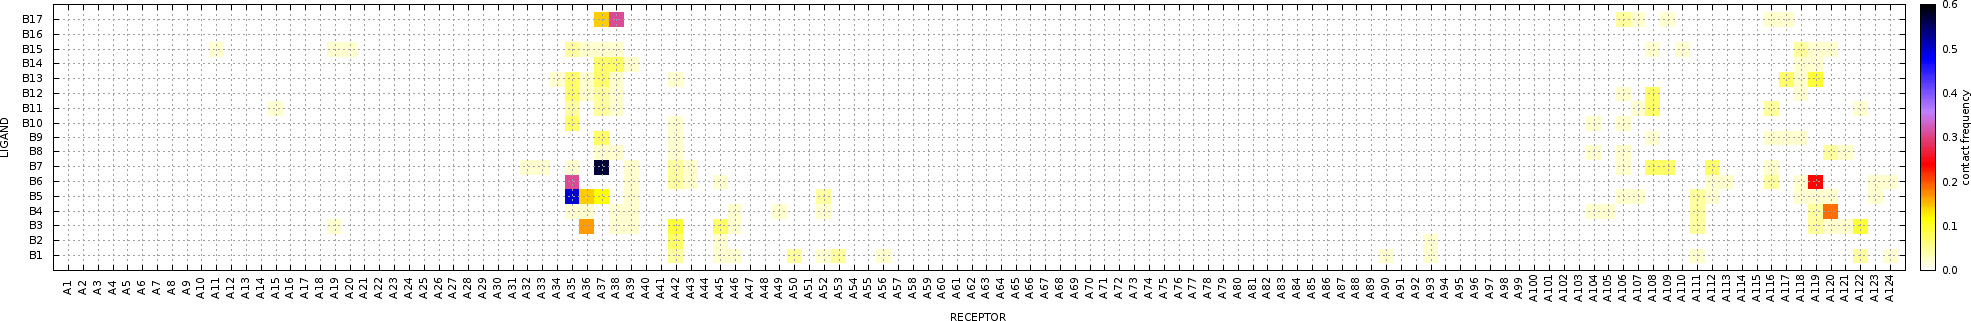 B17
B16
B15
B14
B13
B12
B11
B10
B9
B8
B7
B6
B5
B4
B3
B2
B1
LIGAND
A1 A2 A3 A4 A5 A6 A7 A8 A9 A10 A11 A12 A13 A14 A15 A16 A17 A18 A19 A20 A21 A22 A23 A24 A25 A26 A27 A28 A29 A30 A31 A32 A33 A34 A35 A36 A37 A38 A39 A40 A41 A42 A43 A44 A45 A46 A47 A48 A49 A50 A51 A52 A53 A54 A55 A56 A57 A58 A59 A60 A61 A62 A63 A64 A65 A66 A67 A68 A69 A70 A71 A72 A73 A74 A75 A76 A77 A78 A79 A80 A81 A82 A83 A84 A85 A86 A87 A88 A89 A90 A91 A92 A93 A94 A95 A96 A97 A98 A99 A100 A101 A102 A103 A104 A105 A106 A107 A108 A109 A110 A111 A112 A113 A114 A115 A116 A117 A118 A119 A120 A121 A122 A123 A124
RECEPTOR
0.6
0.5
0.4
0.3
0.2
0.1
0.0
contact frequency